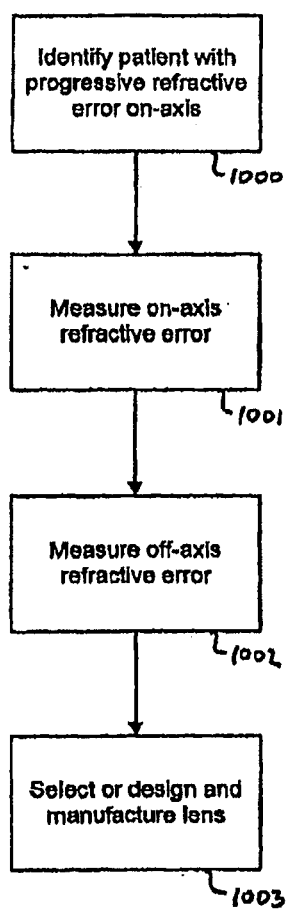 Identify patient with
progressive refractive
error on-axis
1000
Measure on-axis
refractive error
1001
Measure off-axis
refractive error
1002
Select or design and
manufacture lens
1003